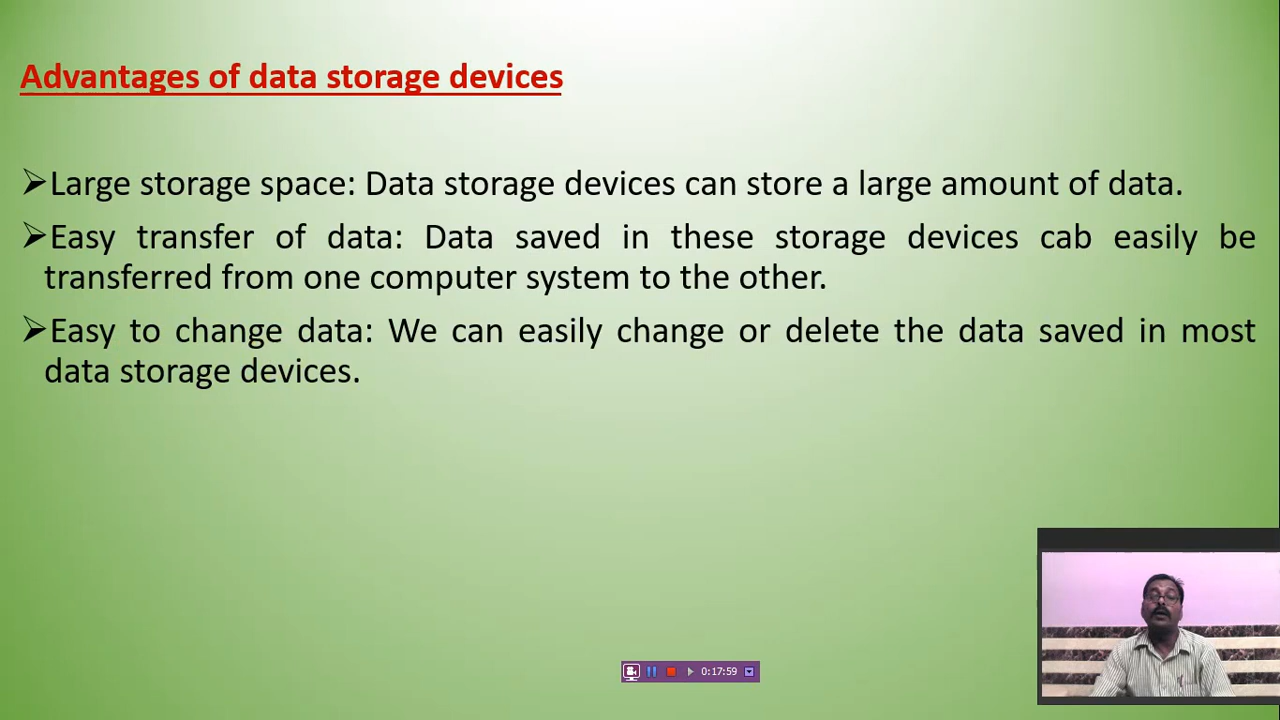 Advantages of data storage devices
➢Large storage space: Data storage devices can store a large amount of data.
➢Easy transfer of data: Data saved in these storage devices cab easily be
transferred from one computer system to the other.
➢Easy to change data: We can easily change or delete the data saved in most
data storage devices.
0:17:59